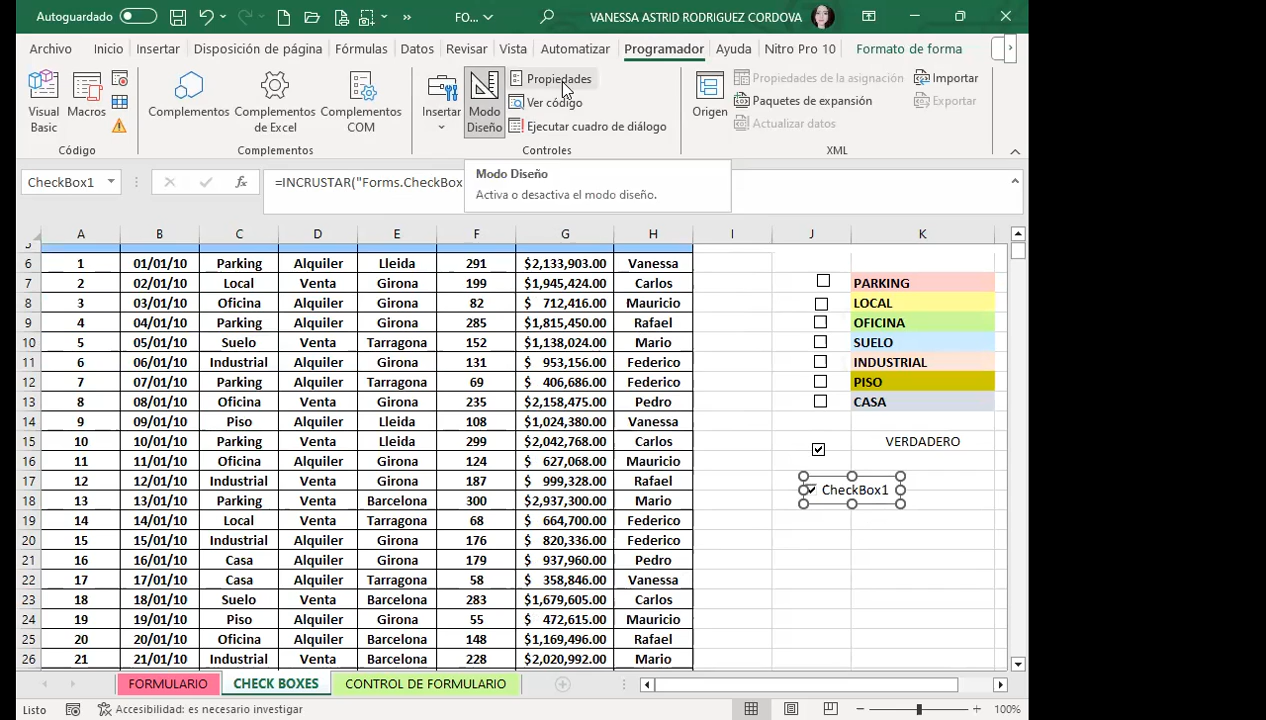 Autoguardado FO... VANESSA ASTRID RODRIGUEZ CORDOVA
Archivo Inicio Insertar Disposición de página Fórmulas Datos Revisar Vista Automatizar Programador Ayuda Nitro Pro 10 Formato de forma
Visual Basic Macros Complementos Complementos de Excel Complementos COM Insertar Modo Diseño Propiedades Ver código Ejecutar cuadro de diálogo Origen Propiedades de la asignación Paquetes de expansión Actualizar datos Importar Exportar
Código Complementos Controles XML
Modo Diseño
Activa o desactiva el modo diseño.
CheckBox1 fx =INCRUSTAR("Forms.CheckBox
A B C D E F G H I J K
6 1 01/01/10 Parking Alquiler Lleida 291 $2,133,903.00 Vanessa
7 2 02/01/10 Local Venta Girona 199 $1,945,424.00 Carlos PARKING
8 3 03/01/10 Oficina Alquiler Girona 82 $ 712,416.00 Mauricio LOCAL
9 4 04/01/10 Parking Alquiler Girona 285 $1,815,450.00 Rafael OFICINA
10 5 05/01/10 Suelo Venta Tarragona 152 $1,138,024.00 Mario SUELO
11 6 06/01/10 Industrial Alquiler Girona 131 $ 953,156.00 Federico INDUSTRIAL
12 7 07/01/10 Parking Alquiler Tarragona 69 $ 406,686.00 Federico PISO
13 8 08/01/10 Oficina Alquiler Girona 235 $2,158,475.00 Pedro CASA
14 9 09/01/10 Piso Alquiler Lleida 108 $1,024,380.00 Vanessa
15 10 10/01/10 Parking Venta Lleida 299 $2,042,768.00 Carlos VERDADERO
16 11 11/01/10 Oficina Alquiler Girona 124 $ 627,068.00 Mauricio
17 12 12/01/10 Industrial Venta Girona 187 $ 999,328.00 Rafael CheckBox1
18 13 13/01/10 Parking Alquiler Barcelona 300 $2,937,300.00 Mario
19 14 14/01/10 Local Venta Tarragona 68 $ 664,700.00 Federico
20 15 15/01/10 Industrial Alquiler Girona 176 $ 820,336.00 Federico
21 16 16/01/10 Casa Alquiler Girona 179 $ 937,960.00 Pedro
22 17 17/01/10 Casa Alquiler Tarragona 58 $ 358,846.00 Vanessa
23 18 18/01/10 Suelo Venta Barcelona 283 $1,679,605.00 Carlos
24 19 19/01/10 Piso Alquiler Girona 55 $ 472,615.00 Mauricio
25 20 20/01/10 Oficina Alquiler Barcelona 148 $1,169,496.00 Rafael
26 21 21/01/10 Industrial Venta Barcelona 228 $2,020,992.00 Mario
FORMULARIO CHECK BOXES CONTROL DE FORMULARIO
Listo Accesibilidad: es necesario investigar 100%